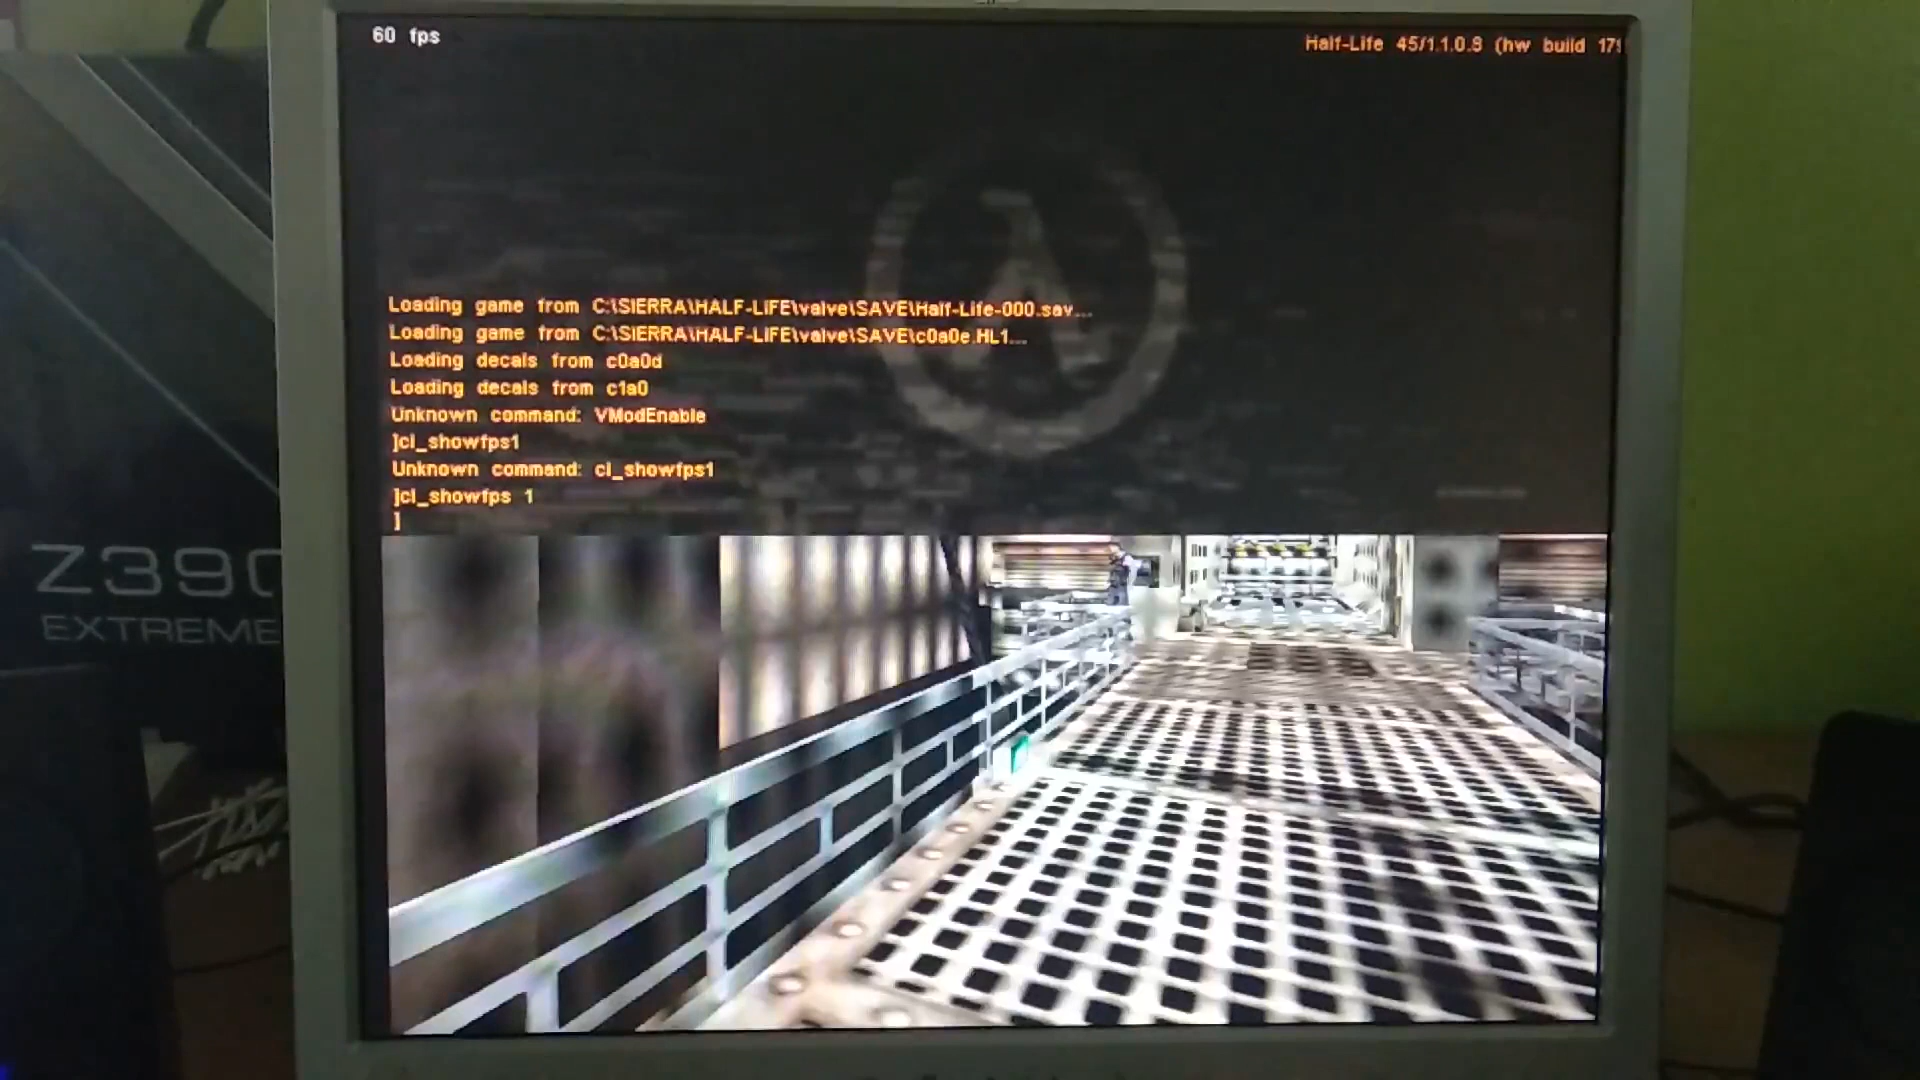 60 fps
Half-Life 45/1.1.0.8 (hw build
Loading game from C:\SIERRA\HALF-LIFE\valve\SAVE\Half-Life-000.sav...
Loading game from C:\SIERRA\HALF-LIFE\valve\SAVE\c0a0e.HL1...
Loading decals from c0a0d
Loading decals from c1a0
Unknown command: VModEnable
]cl_showfps1
Unknown command: cl_showfps1
]cl_showfps 1
]
Z390
EXTREME